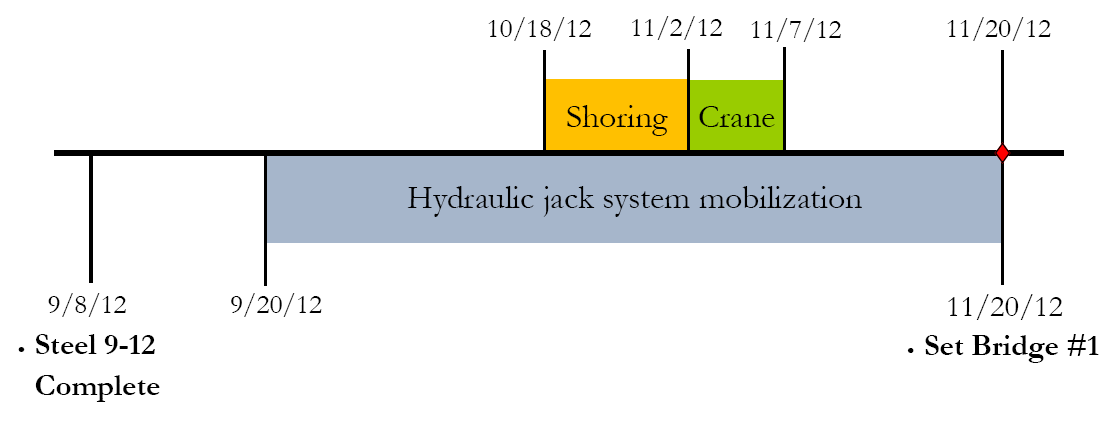 10/18/12 11/2/12 11/7/12 11/20/12
Shoring Crane
Hydraulic jack system mobilization
9/8/12 9/20/12 11/20/12
• Steel 9-12 • Set Bridge #1
Complete